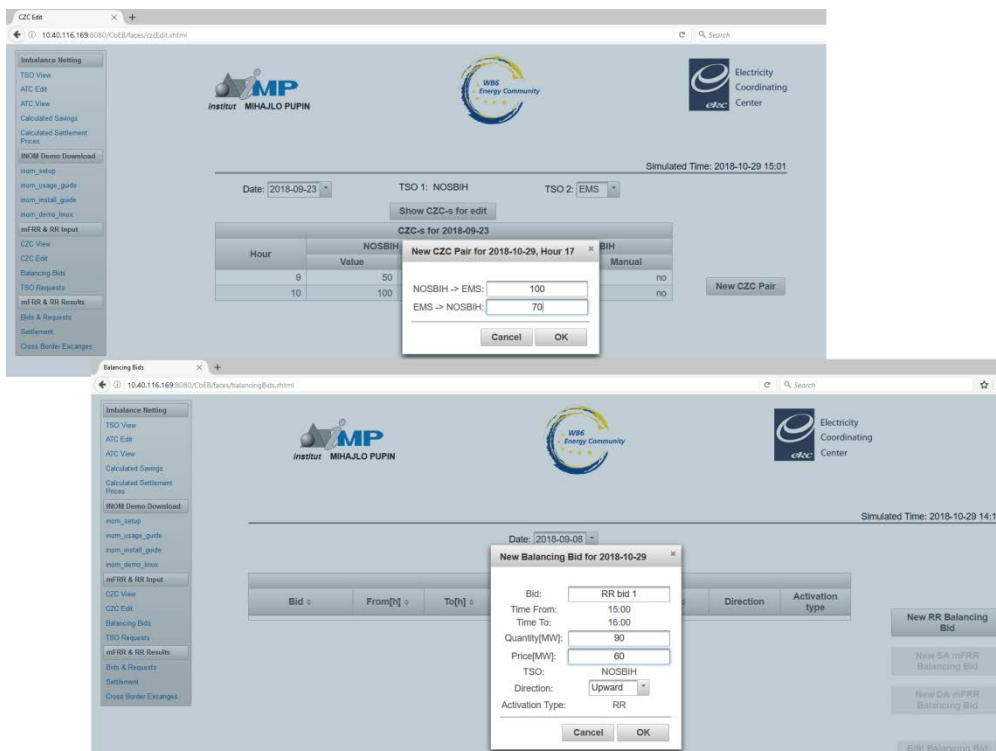 CZC Edit × +
10.40.116.169:8080/CbEB/faces/czcEdit.xhtml
Search
Imbalance Netting
TSO View
ATC Edit
ATC View
Calculated Savings
Calculated Settlement
Prices
INOM Demo Download
inom_setup
inom_usage_guide
inom_install_guide
inom_demo_linux
mFRR & RR Input
CZC View
CZC Edit
Balancing Bids
TSO Requests
mFRR & RR Results
Bids & Requests
Settlement
Cross Border Excanges
iMP
institut MIHAJLO PUPIN
WB6
Energy Community
ekc
Electricity
Coordinating
Center
Simulated Time: 2018-10-29 15:01
Date: 2018-09-23 TSO 1: NOSBIH TSO 2: EMS
Show CZC-s for edit
CZC-s for 2018-09-23
Hour NOSBIH BIH
Value Manual
9 50 no
10 100 no
New CZC Pair
New CZC Pair for 2018-10-29, Hour 17 ×
NOSBIH -> EMS: 100
EMS -> NOSBIH: 70
Cancel OK
Balancing Bids × +
10.40.116.169:8080/CbEB/faces/balancingBids.xhtml
Search
Imbalance Netting
TSO View
ATC Edit
ATC View
Calculated Savings
Calculated Settlement
Prices
INOM Demo Download
inom_setup
inom_usage_guide
inom_install_guide
inom_demo_linux
mFRR & RR Input
CZC View
CZC Edit
Balancing Bids
TSO Requests
mFRR & RR Results
Bids & Requests
Settlement
Cross Border Excanges
iMP
institut MIHAJLO PUPIN
WB6
Energy Community
ekc
Electricity
Coordinating
Center
Simulated Time: 2018-10-29 14:1
Date: 2018-09-08
Bid From[h] To[h] Direction Activation
type
New Balancing Bid for 2018-10-29 ×
Bid: RR bid 1
Time From: 15:00
Time To: 16:00
Quantity[MW]: 90
Price[MW]: 60
TSO: NOSBIH
Direction: Upward
Activation Type: RR
Cancel OK
New RR Balancing
Bid
New SA mFRR
Balancing Bid
New DA mFRR
Balancing Bid
Edit Balancing Bid